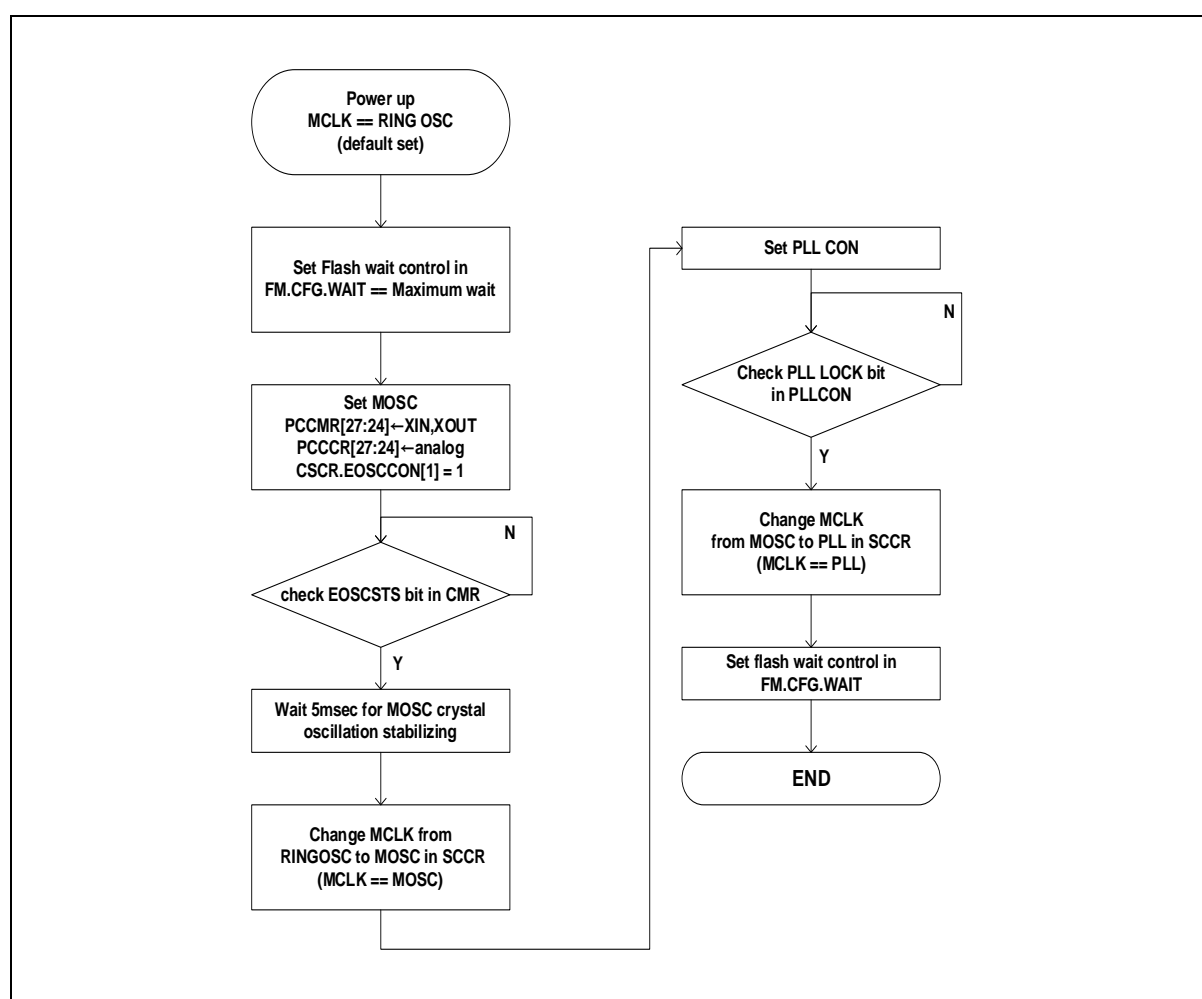 Power up
MCLK == RING OSC
(default set)
Set Flash wait control in
FM.CFG.WAIT == Maximum wait
Set MOSC
PCCMR[27:24]←XIN,XOUT
PCCCR[27:24]←analog
CSCR.EOSCCON[1] = 1
N
check EOSCSTS bit in CMR
Y
Wait 5msec for MOSC crystal
oscillation stabilizing
Change MCLK from
RINGOSC to MOSC in SCCR
(MCLK == MOSC)
Set PLL CON
N
Check PLL LOCK bit
in PLLCON
Y
Change MCLK
from MOSC to PLL in SCCR
(MCLK == PLL)
Set flash wait control in
FM.CFG.WAIT
END